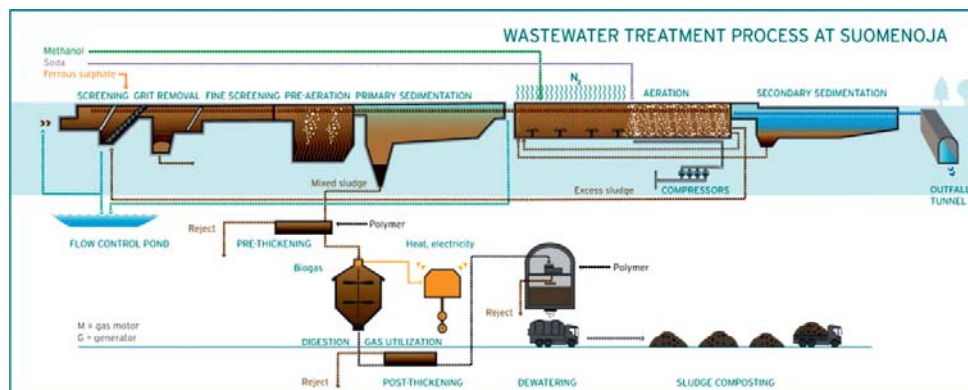 WASTEWATER TREATMENT PROCESS AT SUOMENOJA
Methanol
Soda
Ferrous sulphate
N₂
SCREENING GRIT REMOVAL FINE SCREENING PRE-AERATION PRIMARY SEDIMENTATION AERATION SECONDARY SEDIMENTATION
Mixed sludge
Excess sludge
COMPRESSORS
OUTFALL TUNNEL
Reject
Polymer
FLOW CONTROL POND
PRE-THICKENING
Heat, electricity
Biogas
Polymer
Reject
M = gas motor
G = generator
DIGESTION
GAS UTILIZATION
Reject
POST-THICKENING
DEWATERING
SLUDGE COMPOSTING